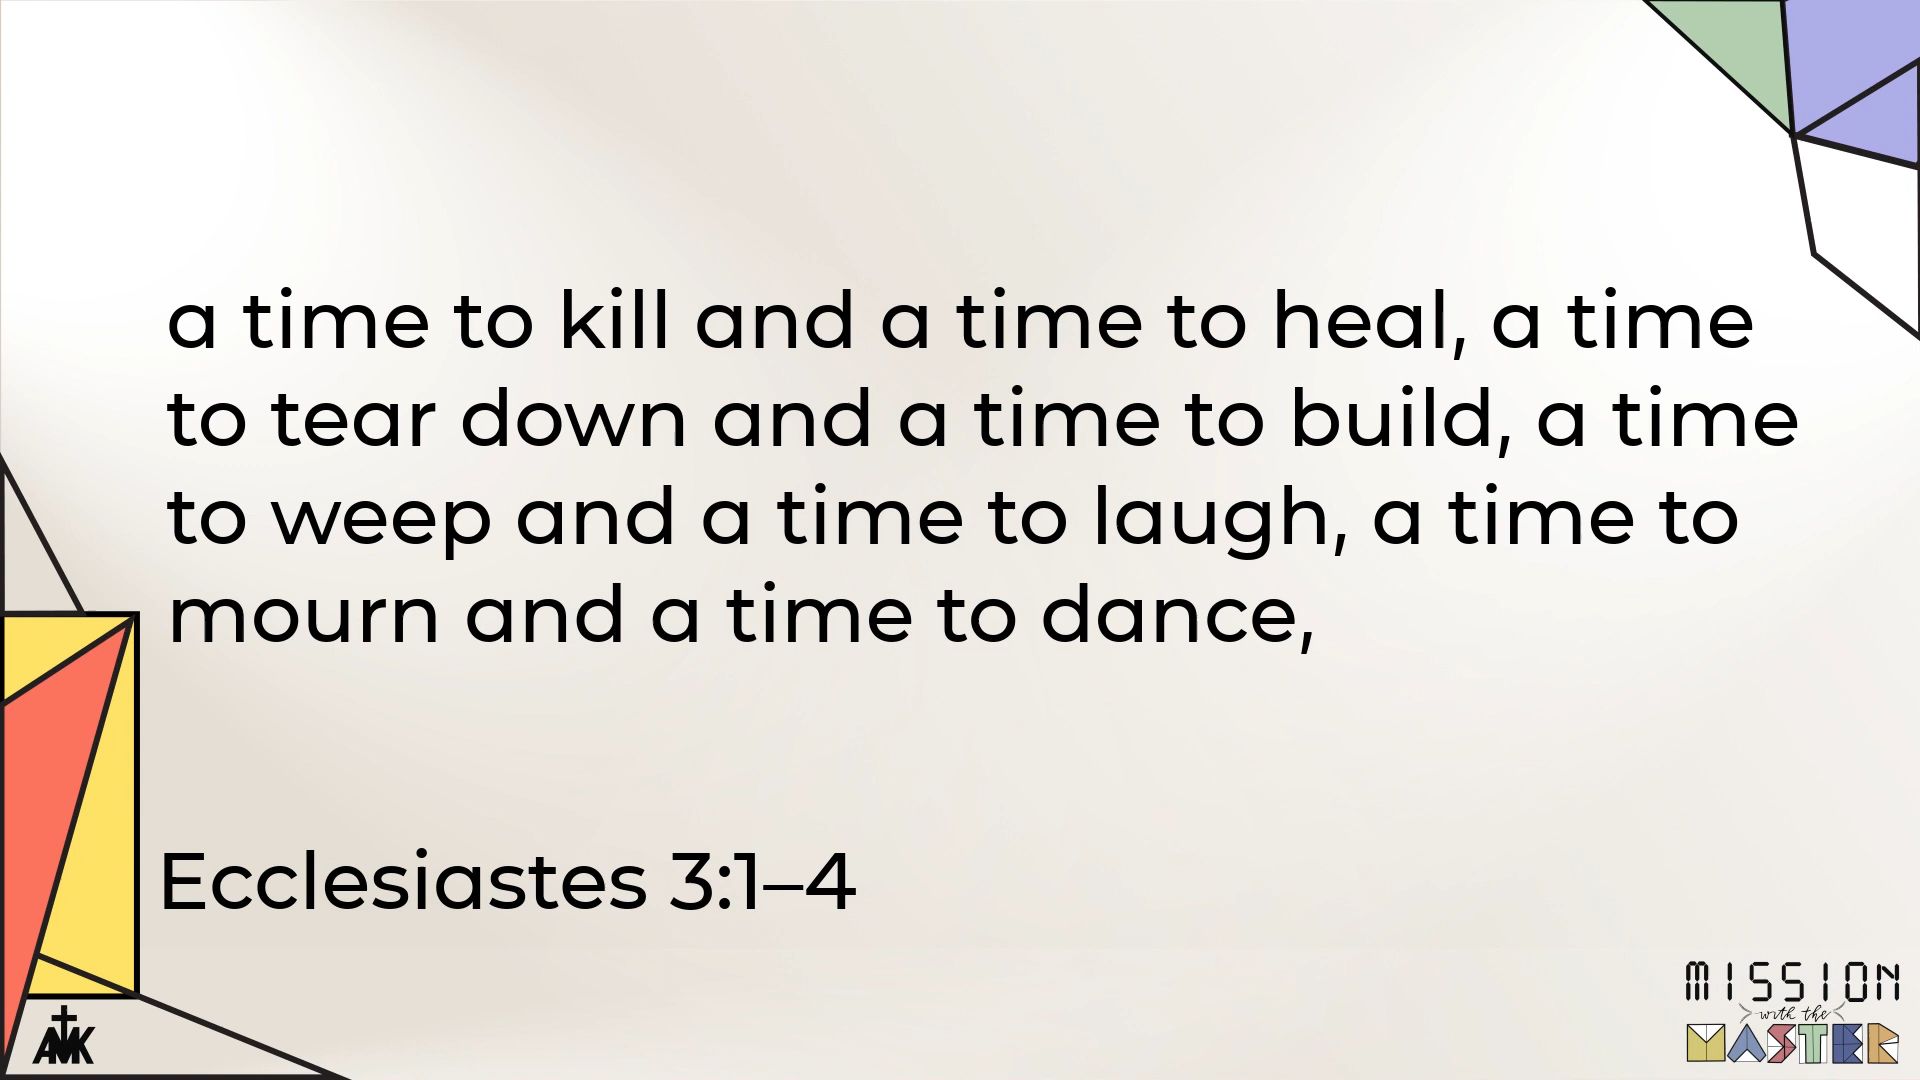 a time to kill and a time to heal, a time
to tear down and a time to build, a time
to weep and a time to laugh, a time to
mourn and a time to dance,
Ecclesiastes 3:1–4
MISSION
with the
MASTER
AMK